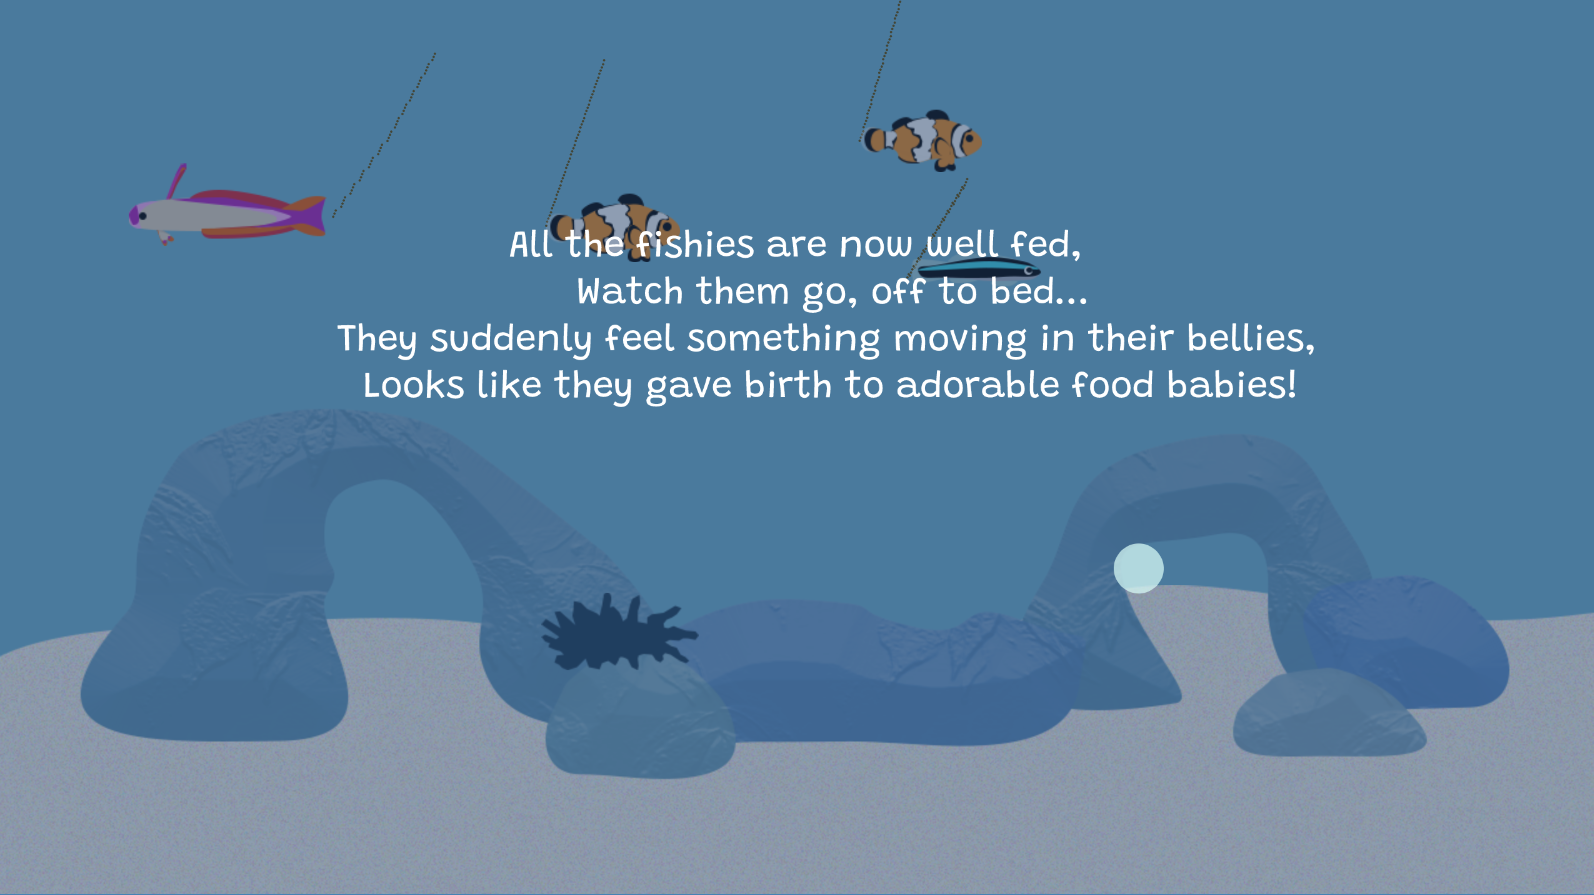 All the fishies are now well fed,
Watch them go, off to bed...
They suddenly feel something moving in their bellies,
Looks like they gave birth to adorable food babies!